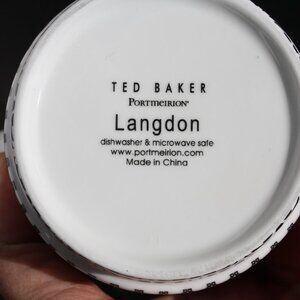 TED BAKER
PORTMEIRION®
Langdon
dishwasher & microwave safe
www.portmeirion.com
Made in China